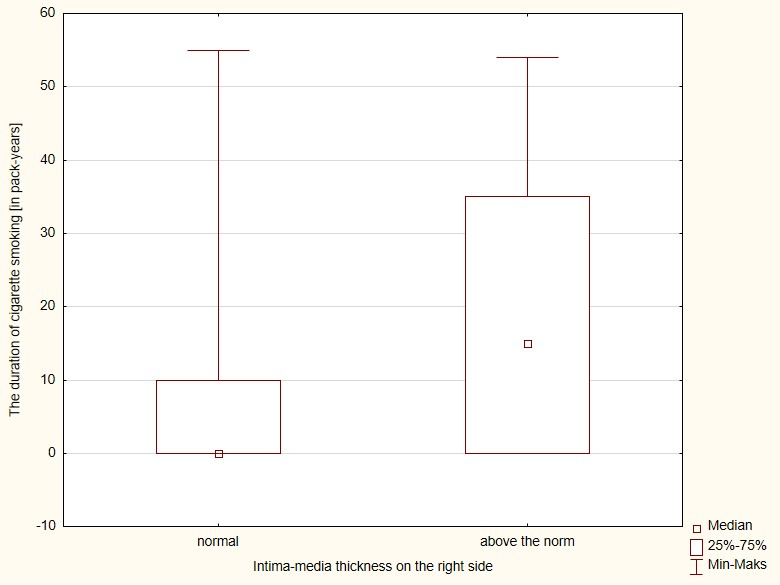 60
50
40
30
20
10
0
-10
The duration of cigarette smoking [in pack-years]
normal
above the norm
Intima-media thickness on the right side
Median
25%-75%
Min-Maks